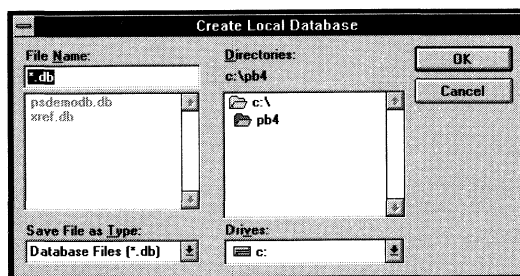 Create Local Database
File Name:
*.db
psdemodb.db
xref.db
Save File as Type:
Database Files (*.db)
Directories:
c:\pb4
c:\
pb4
Drives:
c:
OK
Cancel